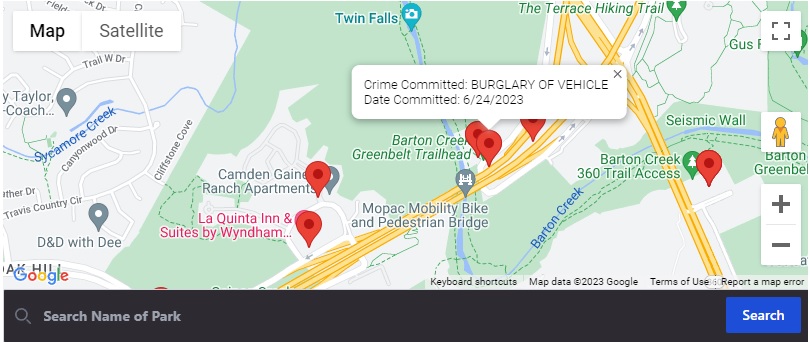 Map
Satellite
Twin Falls
The Terrace Hiking Trail
Gus F
Trail W Dr
y Taylor,
-Coach...
Sycamore Creek
Canyonwood Dr
Cliffstone Cove
Travis Country Cir
D&D with Dee
Crime Committed: BURGLARY OF VEHICLE
Date Committed: 6/24/2023
Barton Creek
Greenbelt Trailhead
Seismic Wall
Barton Creek
360 Trail Access
Barton
Greenbel
Camden Gaine
Ranch Apartments
La Quinta Inn &
Suites by Wyndham...
Mopac Mobility Bike
and Pedestrian Bridge
Barton Creek
OAK HILL
Google
Keyboard shortcuts
Map data ©2023 Google
Terms of Use
Report a map error
Search Name of Park
Search